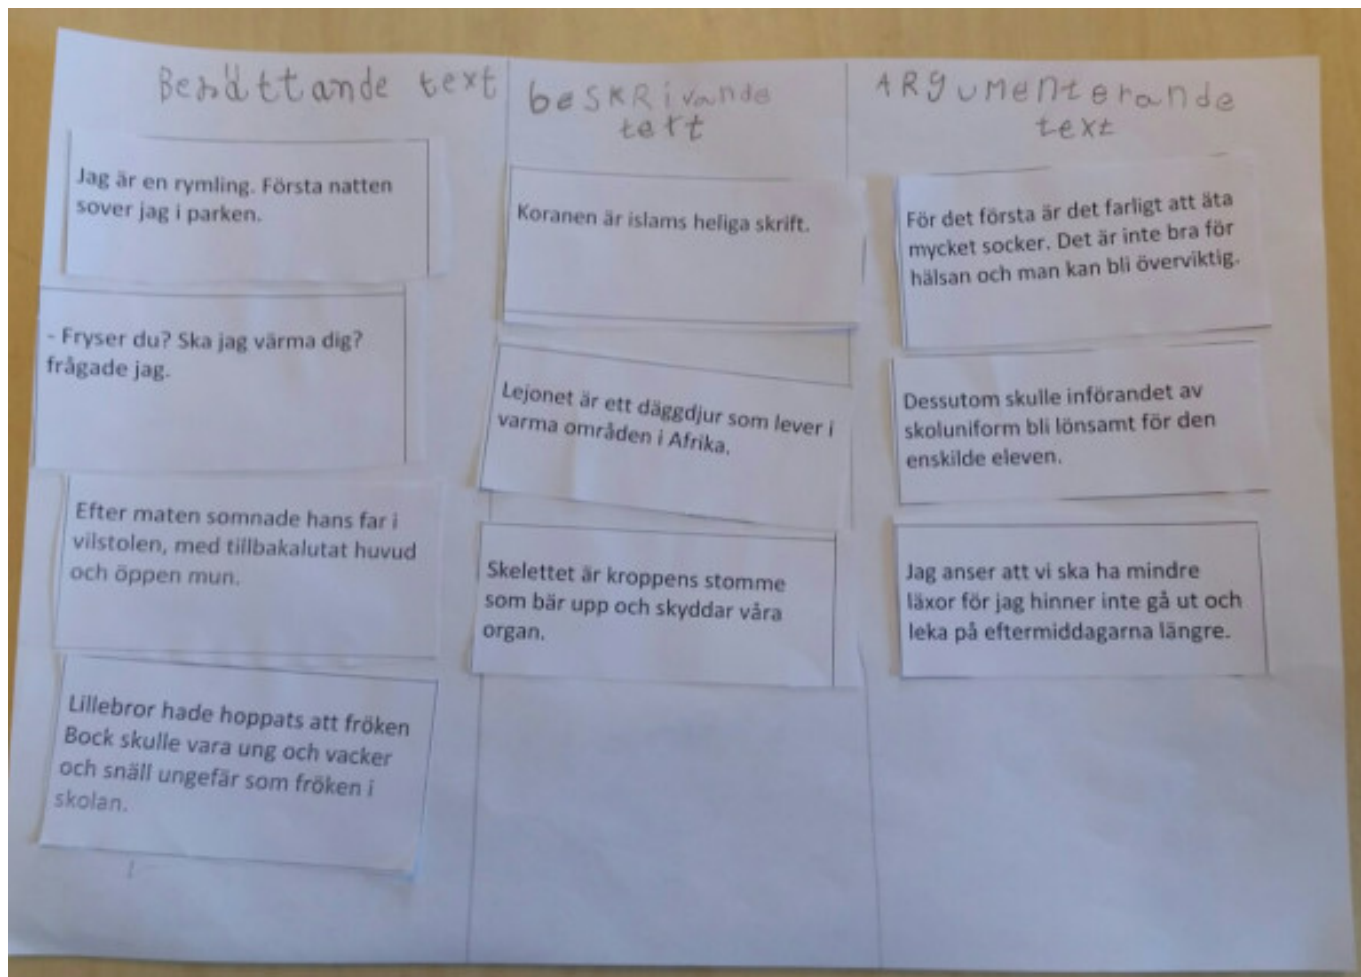 Berättande text
Jag är en rymling. Första natten
sover jag i parken.
- Fryser du? Ska jag värma dig?
frågade jag.
Efter maten somnade hans far i
vilstolen, med tillbakalutat huvud
och öppen mun.
Lillebror hade hoppats att fröken
Bock skulle vara ung och vacker
och snäll ungefär som fröken i
skolan.
beSKRivande
text
Koranen är islams heliga skrift.
Lejonet är ett däggdjur som lever i
varma områden i Afrika.
Skelettet är kroppens stomme
som bär upp och skyddar våra
organ.
ARgUMenterande
text
För det första är det farligt att äta
mycket socker. Det är inte bra för
hälsan och man kan bli överviktig.
Dessutom skulle införandet av
skoluniform bli lönsamt för den
enskilde eleven.
Jag anser att vi ska ha mindre
läxor för jag hinner inte gå ut och
leka på eftermiddagarna längre.